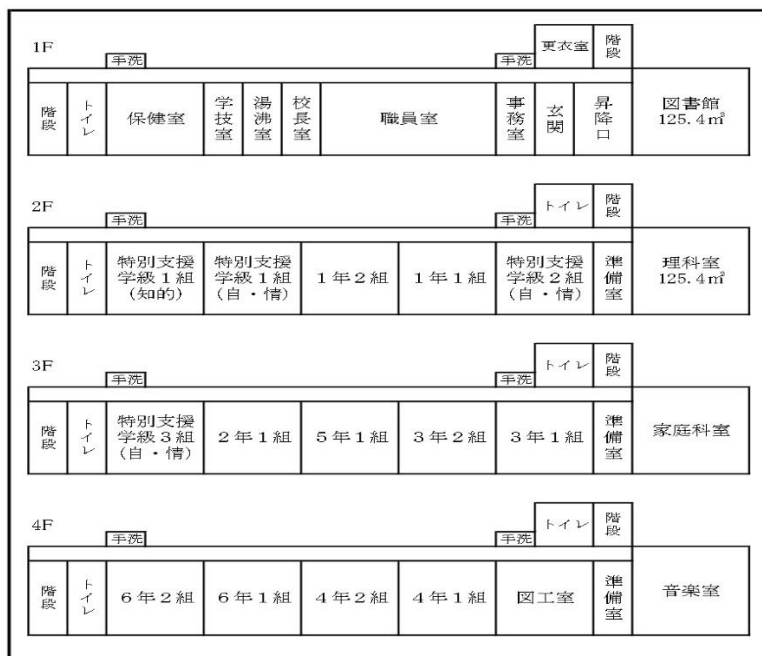 1F
手洗
手洗
更衣室
階段
階段
トイレ
保健室
学技室
湯沸室
校長室
職員室
事務室
玄関
昇降口
図書館
125.4㎡
2F
手洗
手洗
トイレ
階段
階段
トイレ
特別支援
学級1組
(知的)
特別支援
学級1組
(自・情)
1年2組
1年1組
特別支援
学級2組
(自・情)
準備室
理科室
125.4㎡
3F
手洗
手洗
トイレ
階段
階段
トイレ
特別支援
学級3組
(自・情)
2年1組
5年1組
3年2組
3年1組
準備室
家庭科室
4F
手洗
手洗
トイレ
階段
階段
トイレ
6年2組
6年1組
4年2組
4年1組
図工室
準備室
音楽室